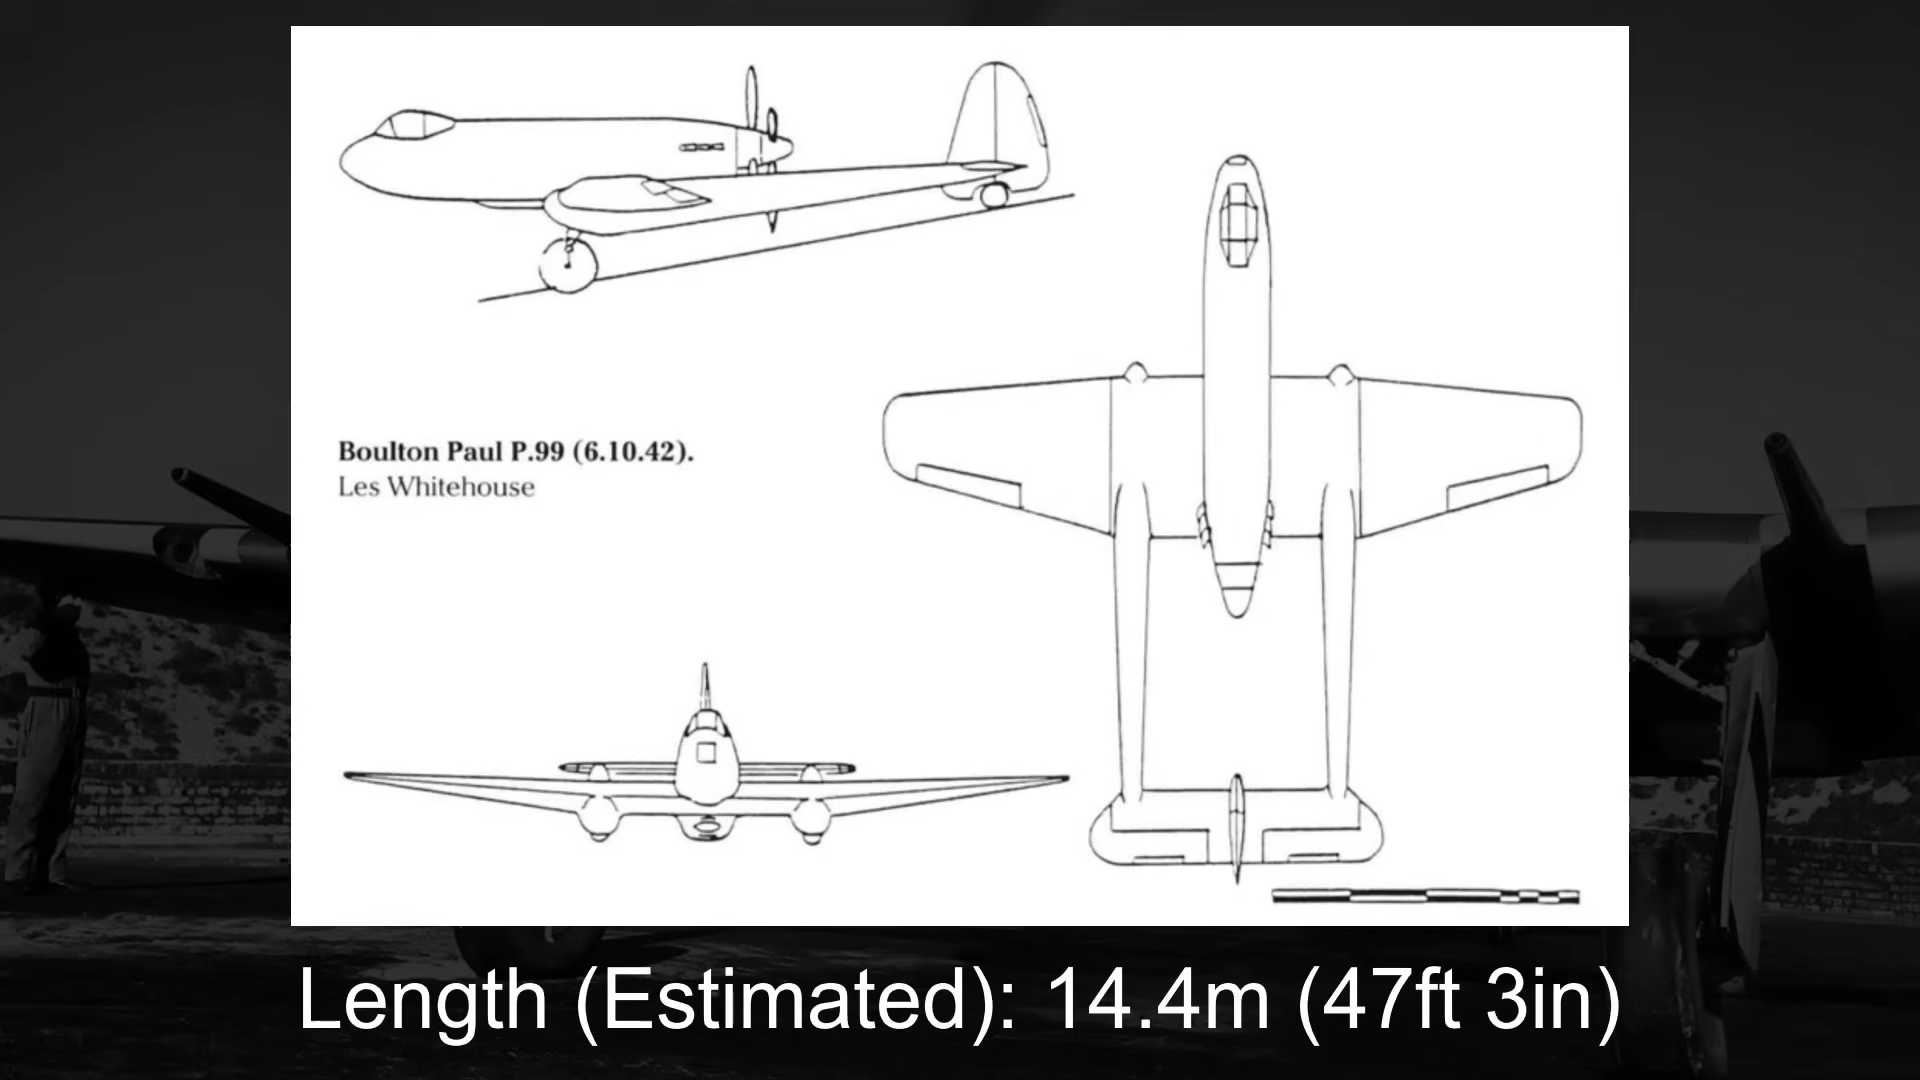 Boulton Paul P.99 (6.10.42).
Les Whitehouse
Length (Estimated): 14.4m (47ft 3in)